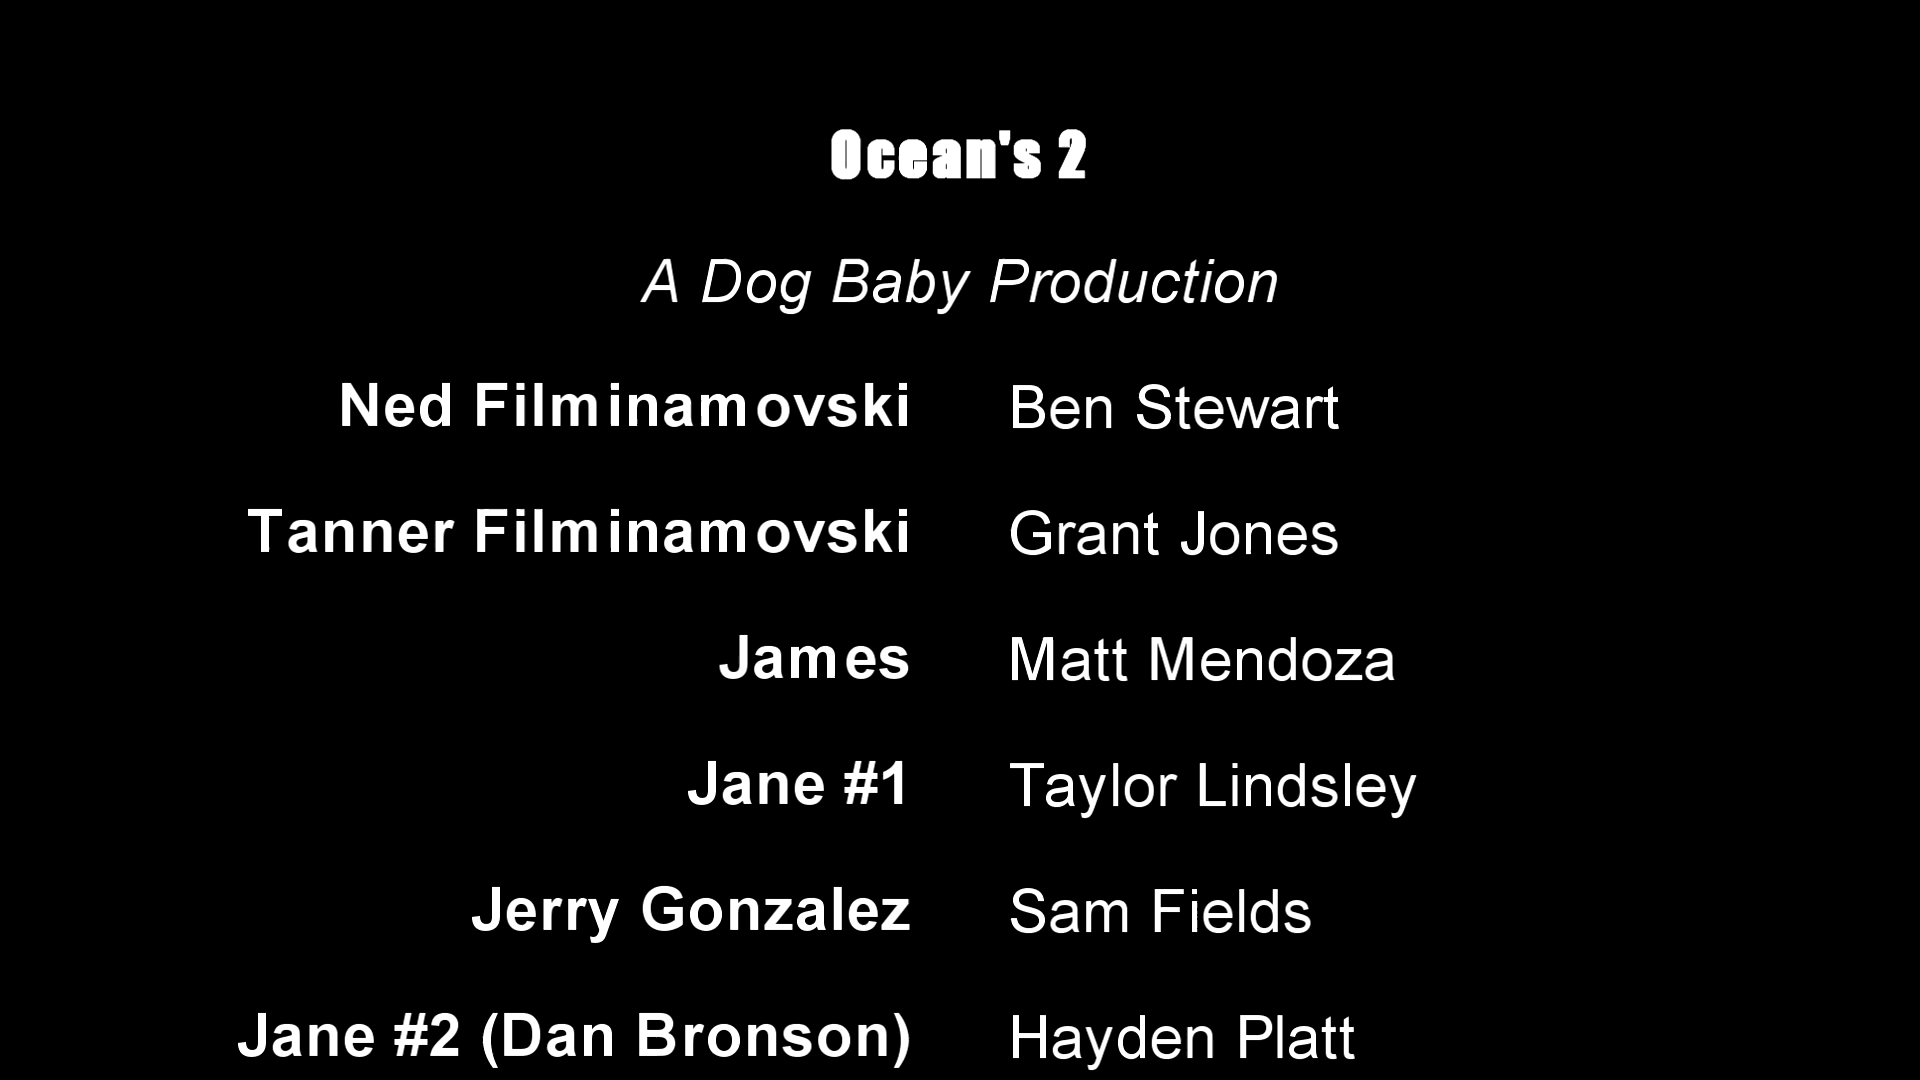 Ocean's 2
A Dog Baby Production
Ned Filminamovski Ben Stewart
Tanner Filminamovski Grant Jones
James Matt Mendoza
Jane #1 Taylor Lindsley
Jerry Gonzalez Sam Fields
Jane #2 (Dan Bronson) Hayden Platt